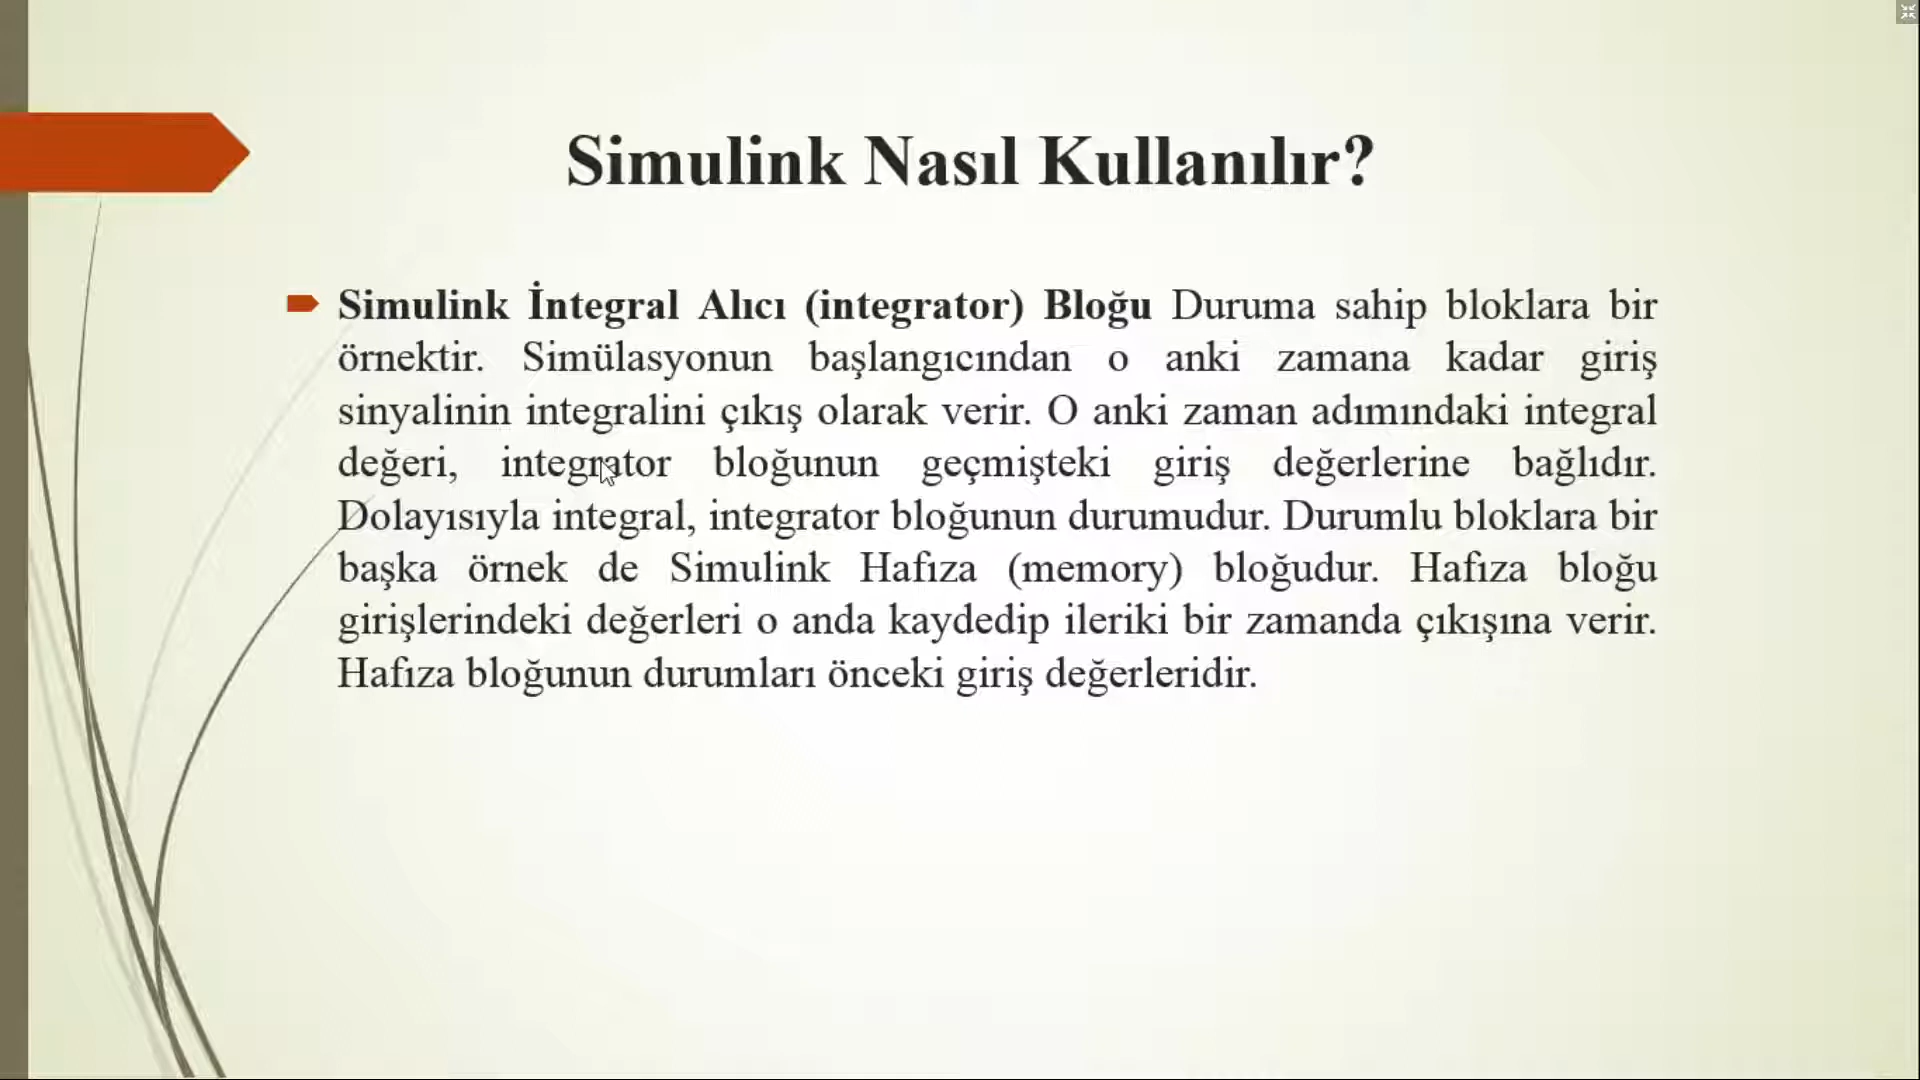 Simulink Nasıl Kullanılır?
Simulink İntegral Alıcı (integrator) Bloğu Duruma sahip bloklara bir
örnektir. Simülasyonun başlangıcından o anki zamana kadar giriş
sinyalinin integralini çıkış olarak verir. O anki zaman adımındaki integral
değeri, integrator bloğunun geçmişteki giriş değerlerine bağlıdır.
Dolayısıyla integral, integrator bloğunun durumudur. Durumlu bloklara bir
başka örnek de Simulink Hafıza (memory) bloğudur. Hafıza bloğu
girişlerindeki değerleri o anda kaydedip ileriki bir zamanda çıkışına verir.
Hafıza bloğunun durumları önceki giriş değerleridir.